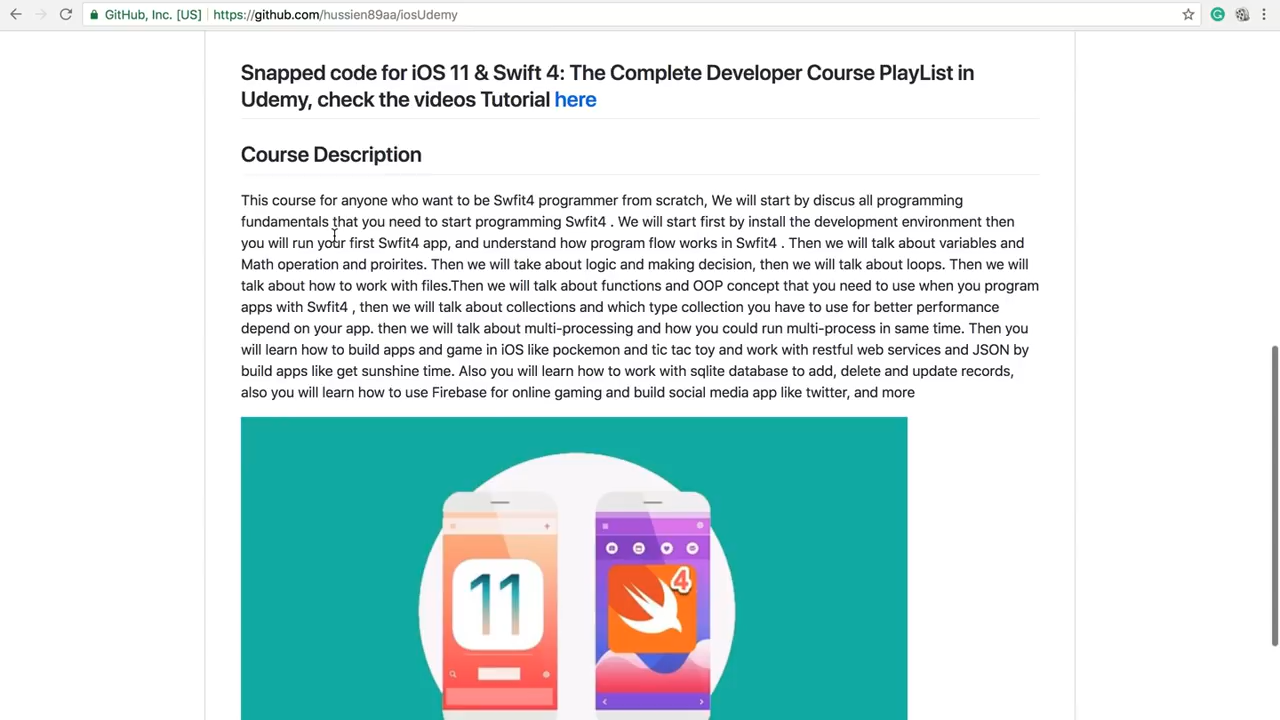 GitHub, Inc. [US] https://github.com/hussien89aa/iosUdemy
Snapped code for iOS 11 & Swift 4: The Complete Developer Course PlayList in
Udemy, check the videos Tutorial here
Course Description
This course for anyone who want to be Swfit4 programmer from scratch, We will start by discus all programming
fundamentals that you need to start programming Swfit4 . We will start first by install the development environment then
you will run your first Swfit4 app, and understand how program flow works in Swfit4 . Then we will talk about variables and
Math operation and proirites. Then we will take about logic and making decision, then we will talk about loops. Then we will
talk about how to work with files.Then we will talk about functions and OOP concept that you need to use when you program
apps with Swfit4 , then we will talk about collections and which type collection you have to use for better performance
depend on your app. then we will talk about multi-processing and how you could run multi-process in same time. Then you
will learn how to build apps and game in iOS like pockemon and tic tac toy and work with restful web services and JSON by
build apps like get sunshine time. Also you will learn how to work with sqlite database to add, delete and update records,
also you will learn how to use Firebase for online gaming and build social media app like twitter, and more
11
4